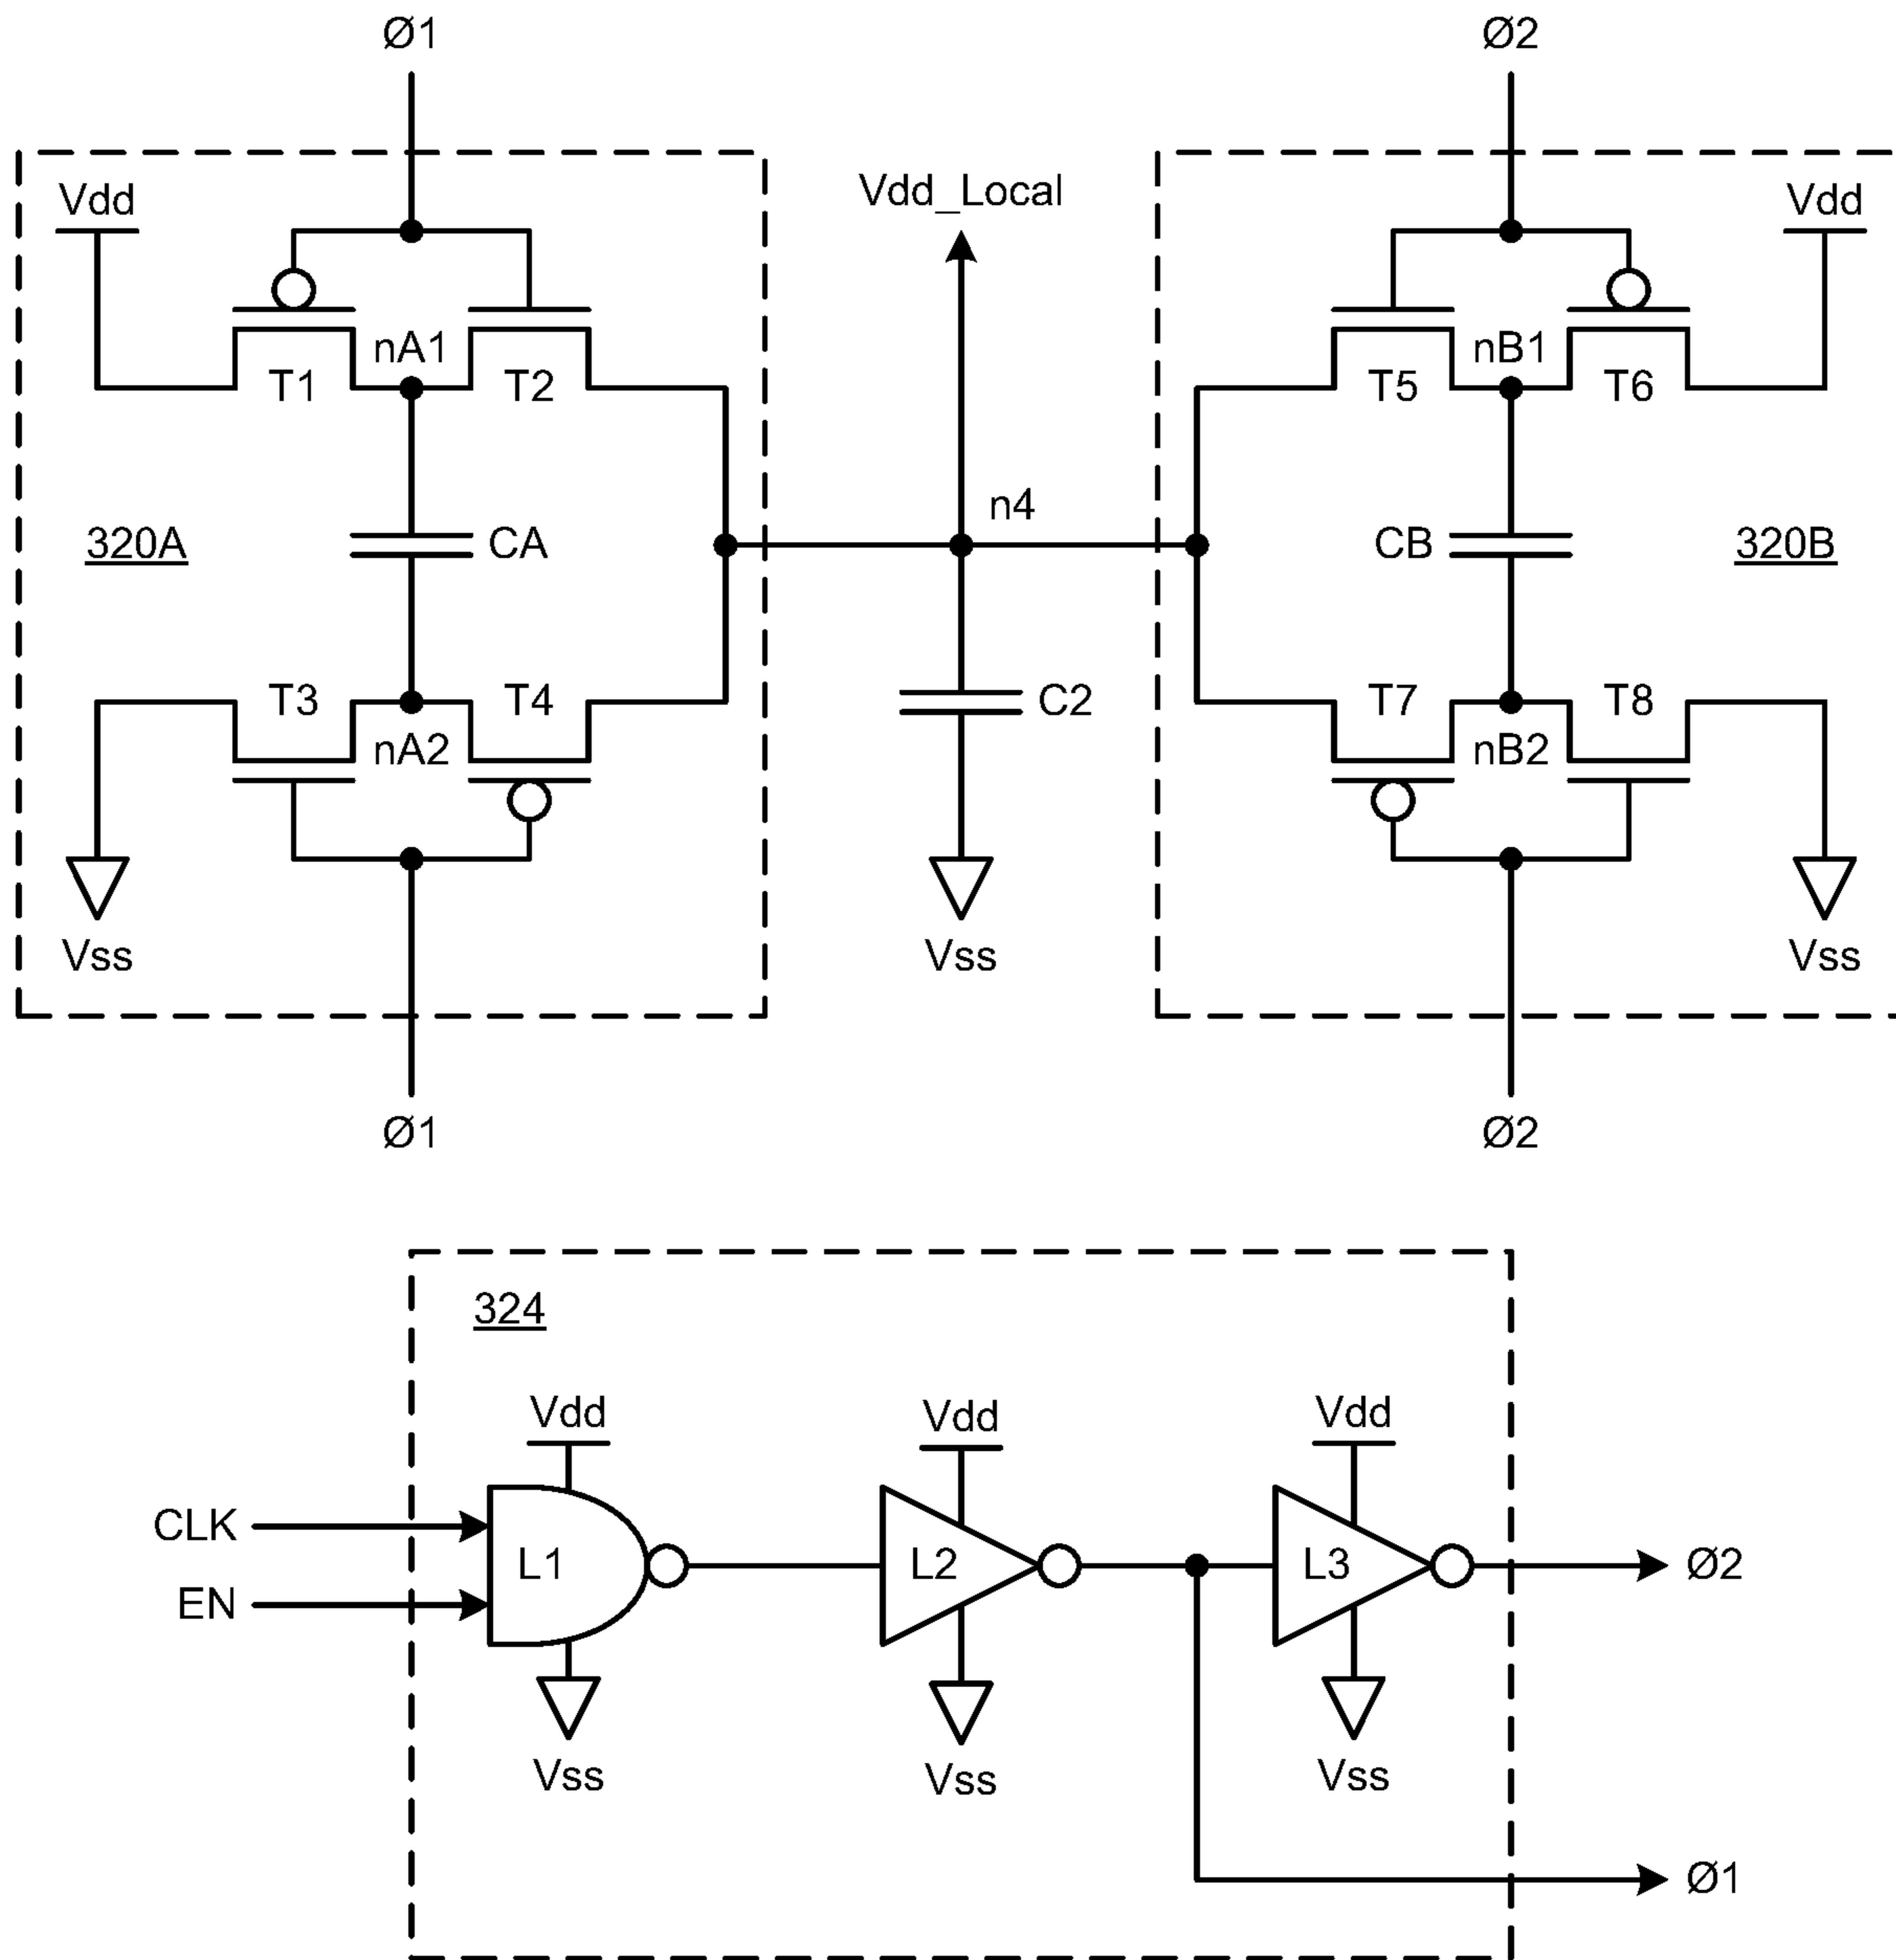 Ø1
Ø2
Vdd
Vdd_Local
Vdd
nA1
nB1
T1
T2
T5
T6
n4
320A
CA
CB
320B
T3
T4
C2
T7
T8
nA2
nB2
Vss
Vss
Vss
Ø1
Ø2
324
Vdd
Vdd
Vdd
CLK
L1
L2
L3
Ø2
EN
Vss
Vss
Vss
Ø1